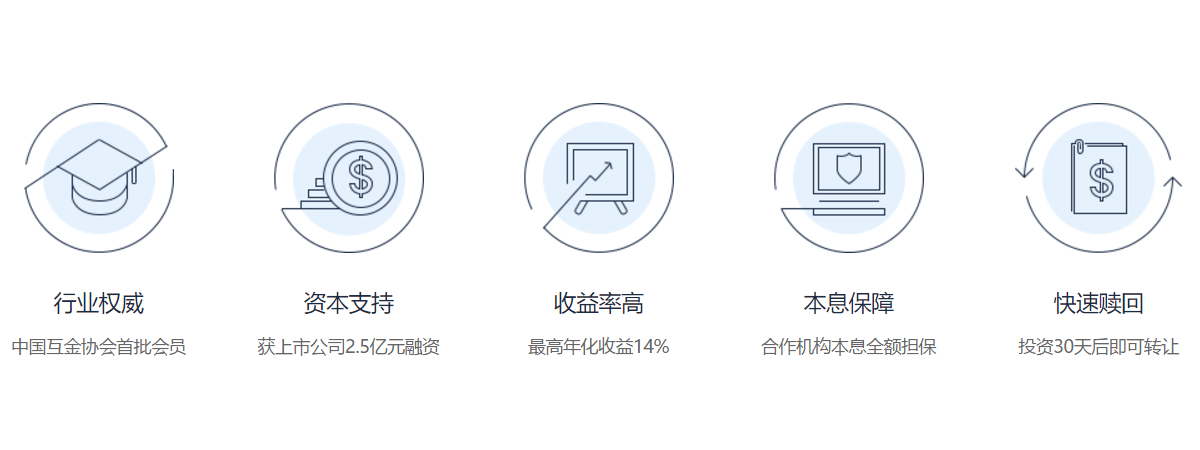 行业权威
中国互金协会首批会员
资本支持
获上市公司2.5亿元融资
收益率高
最高年化收益14%
本息保障
合作机构本息全额担保
快速赎回
投资30天后即可转让